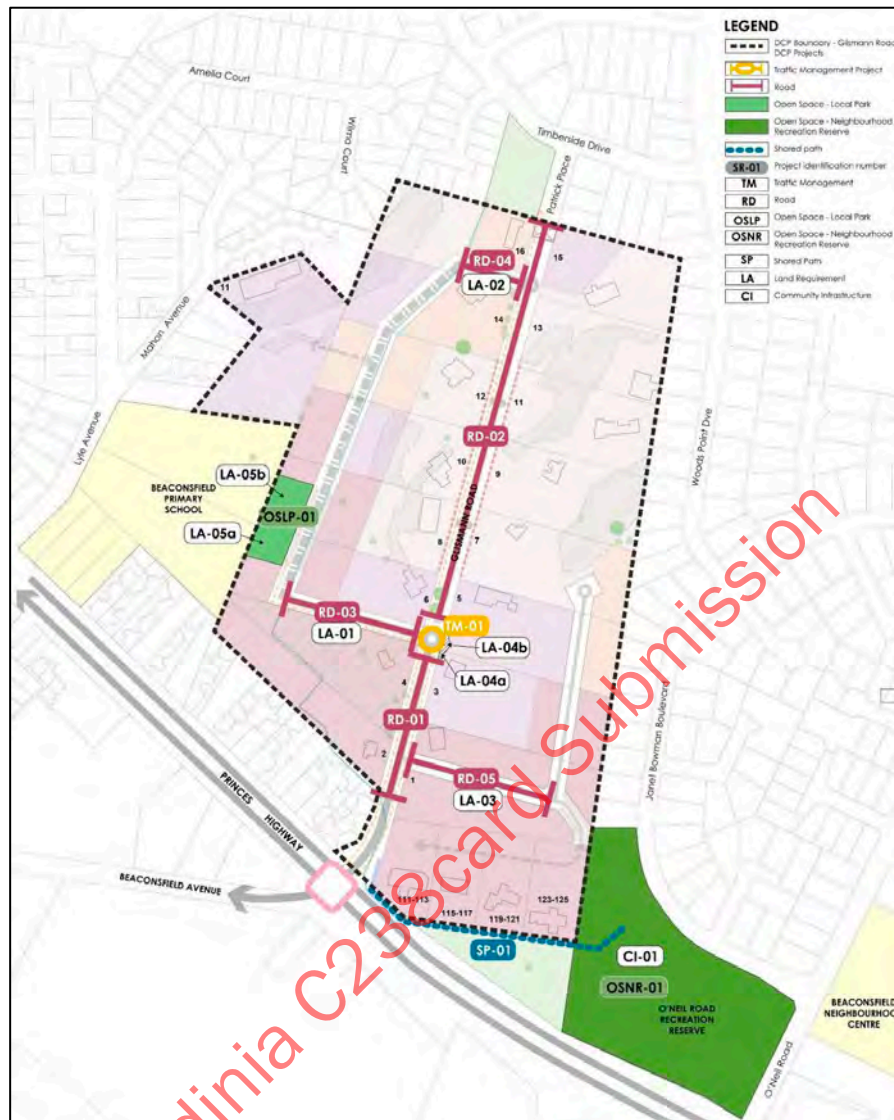 LEGEND
DCP Boundary - Glismann Road
DCP Projects
Traffic Management Project
Road
Open Space - Local Park
Open Space - Neighbourhood
Recreation Reserve
Shared path
SR-01 Project identification number
TM Traffic Management
RD Road
OSLP Open Space - Local Park
OSNR Open Space - Neighbourhood
Recreation Reserve
SP Shared Path
LA Land Requirement
CI Community Infrastructure
Amelia Court
Wilma Court
Timberside Drive
Patrick Place
16
15
RD-04
LA-02
14
13
11
Mahon Avenue
12
11
RD-02
Lyle Avenue
10
9
Woods Point Dve
LA-05b
BEACONSFIELD
PRIMARY
SCHOOL
OSLP-01
LA-05a
GLISMANN ROAD
8
7
6
5
RD-03
LA-01
TM-01
LA-04b
LA-04a
4
3
RD-01
2
1
RD-05
LA-03
Janet Bowman Boulevard
PRINCES HIGHWAY
BEACONSFIELD AVENUE
111-113
115-117
119-121
123-125
SP-01
CI-01
OSNR-01
O'NEIL ROAD
RECREATION
RESERVE
BEACONSFIELD
NEIGHBOURHOOD
CENTRE
O'Neil Road
dinia C238card Submission